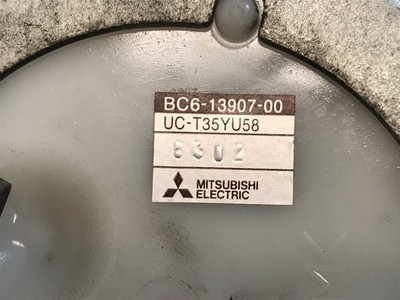 BC6-13907-00
UC-T35YU58
6302
MITSUBISHI
ELECTRIC